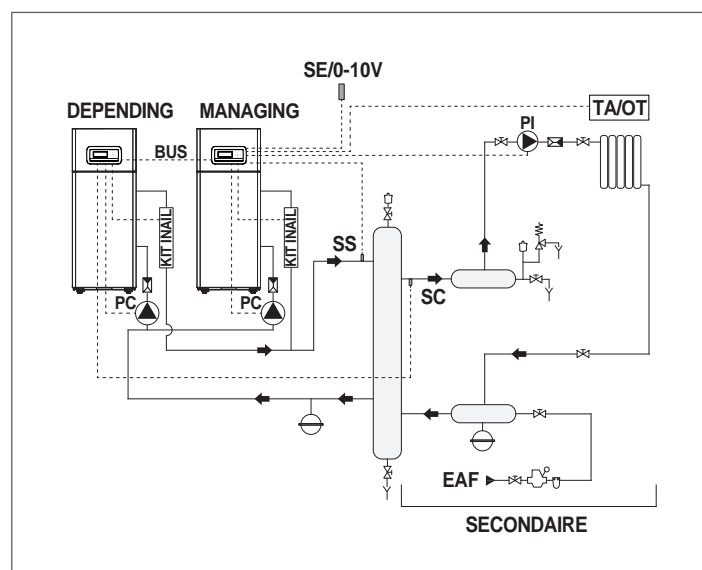 SE/0-10V
DEPENDING
MANAGING
TA/OT
PI
BUS
KIT INAIL
KIT INAIL
SS
SC
PC
PC
EAF
SECONDAIRE